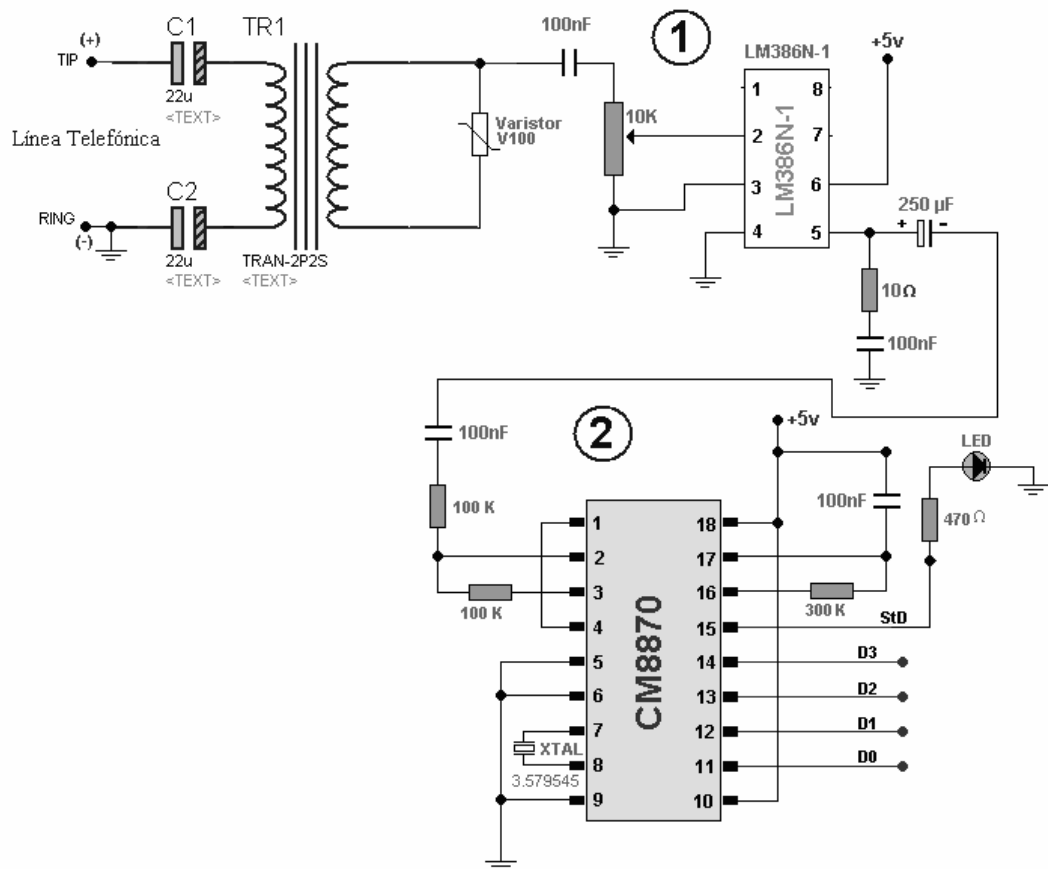 C1
TR1
(+)
TIP
22u
<TEXT>
Línea Telefónica
C2
RING
(-)
22u
<TEXT>
TRAN-2P2S
<TEXT>
Varistor
V100
100nF
10K
1
LM386N-1
LM386N-1
1
2
3
4
8
7
6
5
+5v
250 µF
+ -
10Ω
100nF
2
100nF
100 K
100 K
CM8870
1
2
3
4
5
6
7
8
9
18
17
16
15
14
13
12
11
10
XTAL
3.579545
+5v
100nF
300 K
LED
470 Ω
StD
D3
D2
D1
D0